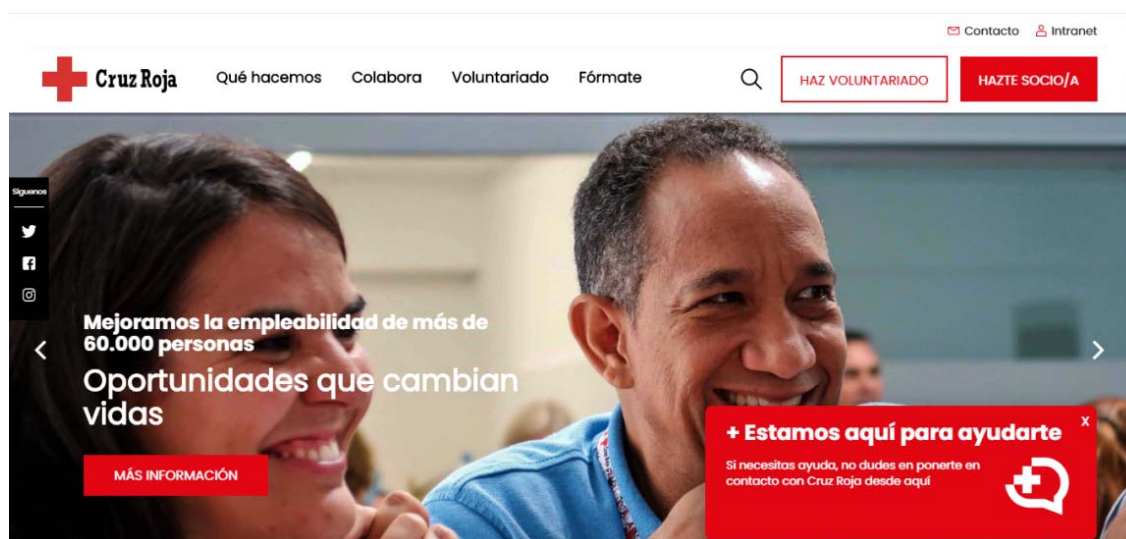 Contacto Intranet
Cruz Roja Qué hacemos Colabora Voluntariado Fórmate HAZ VOLUNTARIADO HAZTE SOCIO/A
Síguenos
Mejoramos la empleabilidad de más de
60.000 personas
Oportunidades que cambian
vidas
MÁS INFORMACIÓN
+ Estamos aquí para ayudarte X
Si necesitas ayuda, no dudes en ponerte en
contacto con Cruz Roja desde aquí